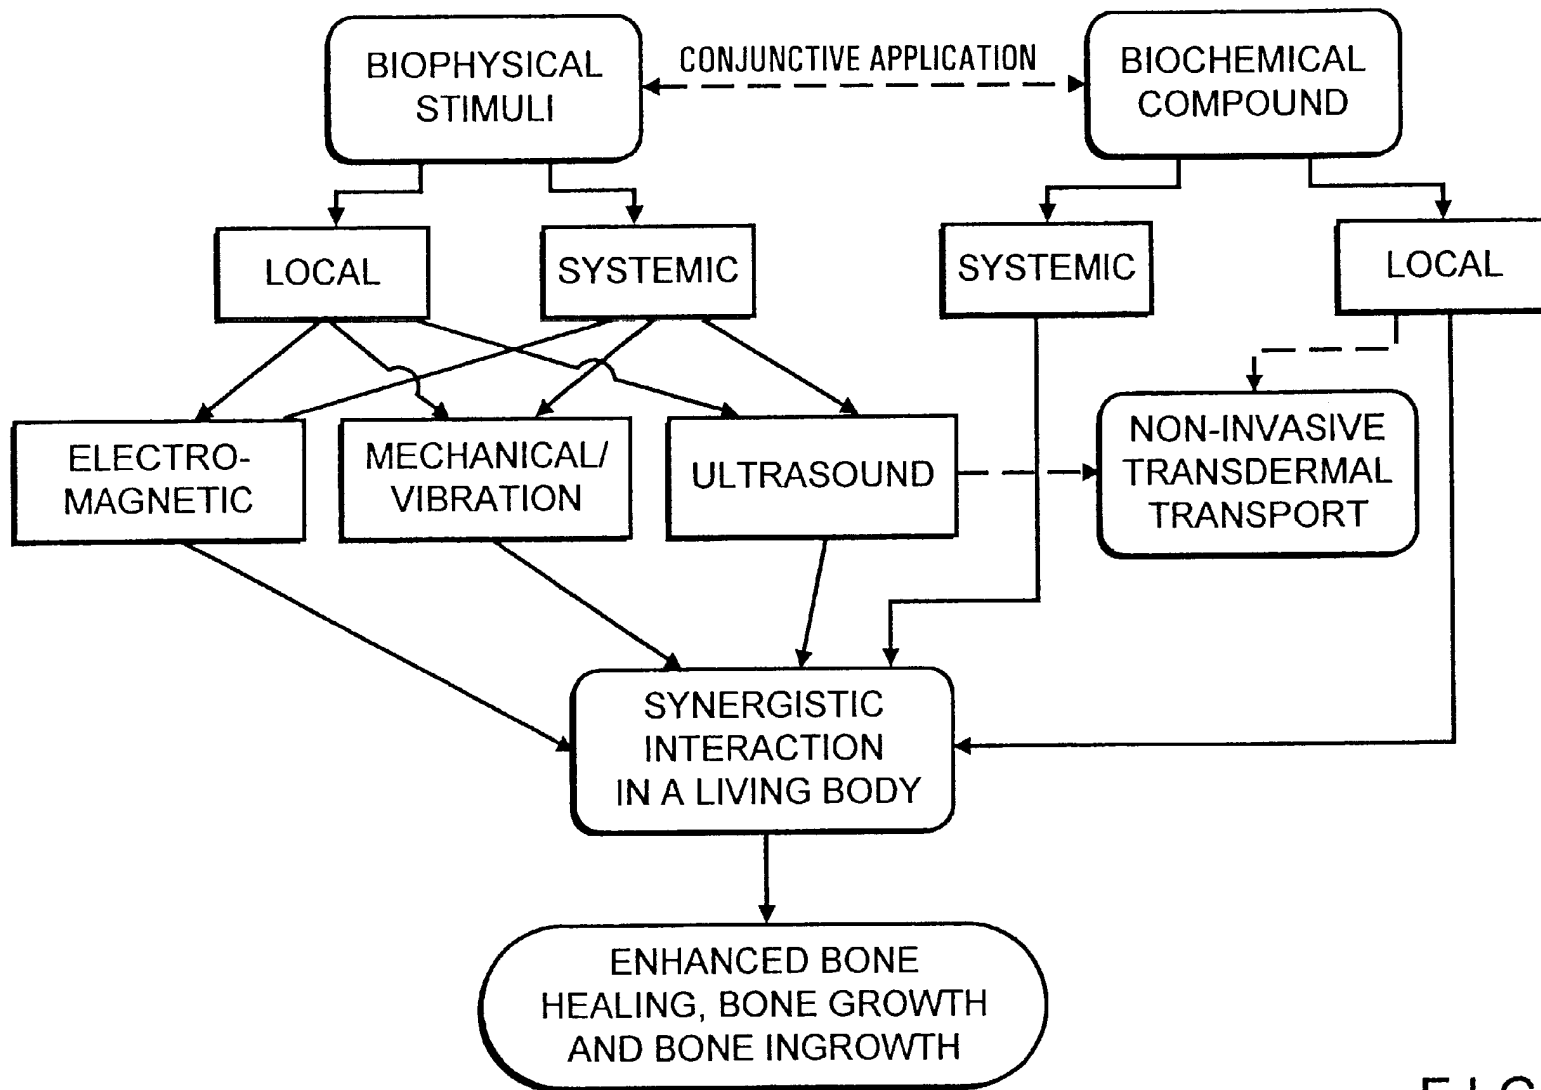 BIOPHYSICAL
STIMULI
CONJUNCTIVE APPLICATION
BIOCHEMICAL
COMPOUND
LOCAL
SYSTEMIC
SYSTEMIC
LOCAL
ELECTRO-
MAGNETIC
MECHANICAL/
VIBRATION
ULTRASOUND
NON-INVASIVE
TRANSDERMAL
TRANSPORT
SYNERGISTIC
INTERACTION
IN A LIVING BODY
ENHANCED BONE
HEALING, BONE GROWTH
AND BONE INGROWTH